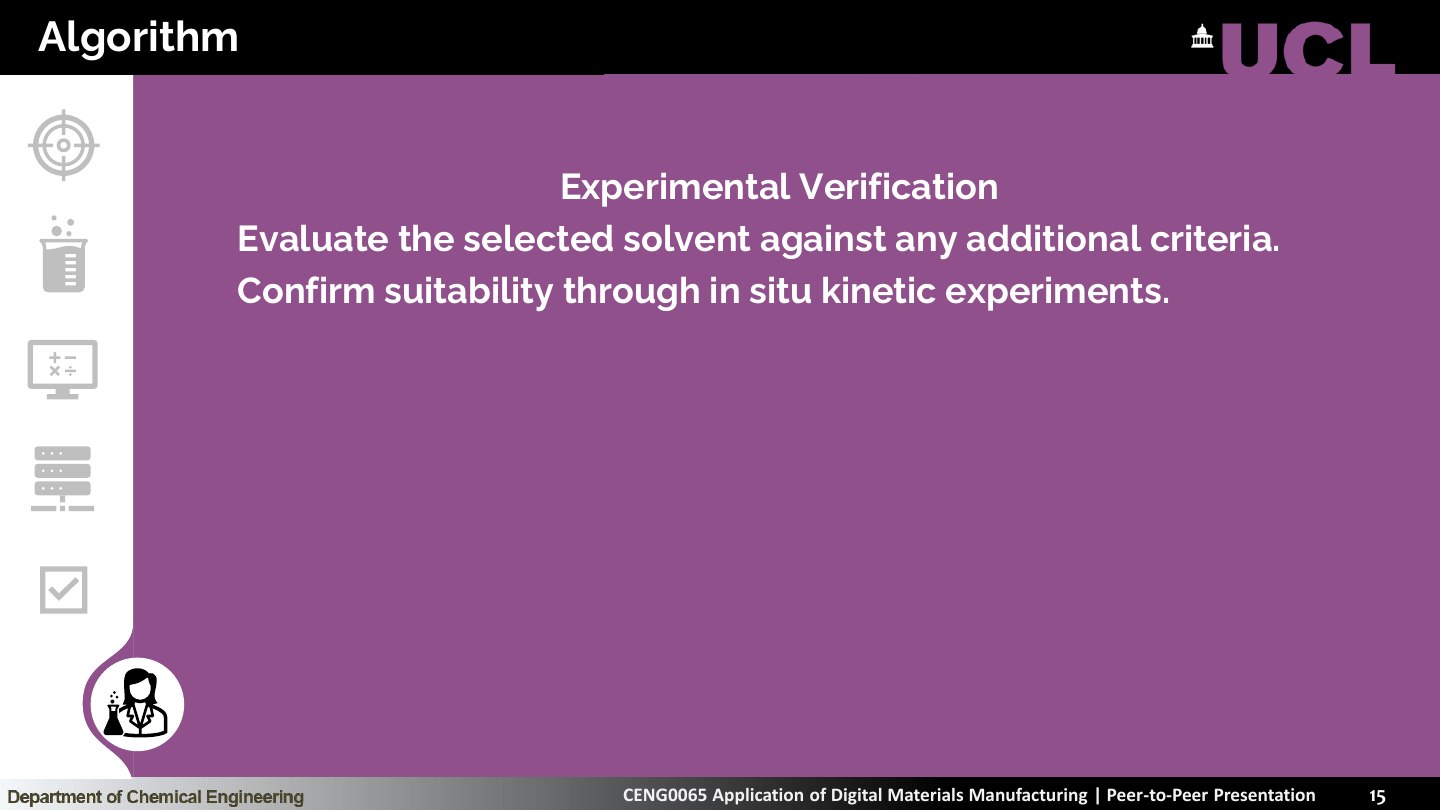 Algorithm
UCL
Experimental Verification
Evaluate the selected solvent against any additional criteria.
Confirm suitability through in situ kinetic experiments.
Department of Chemical Engineering
CENG0065 Application of Digital Materials Manufacturing | Peer-to-Peer Presentation
15